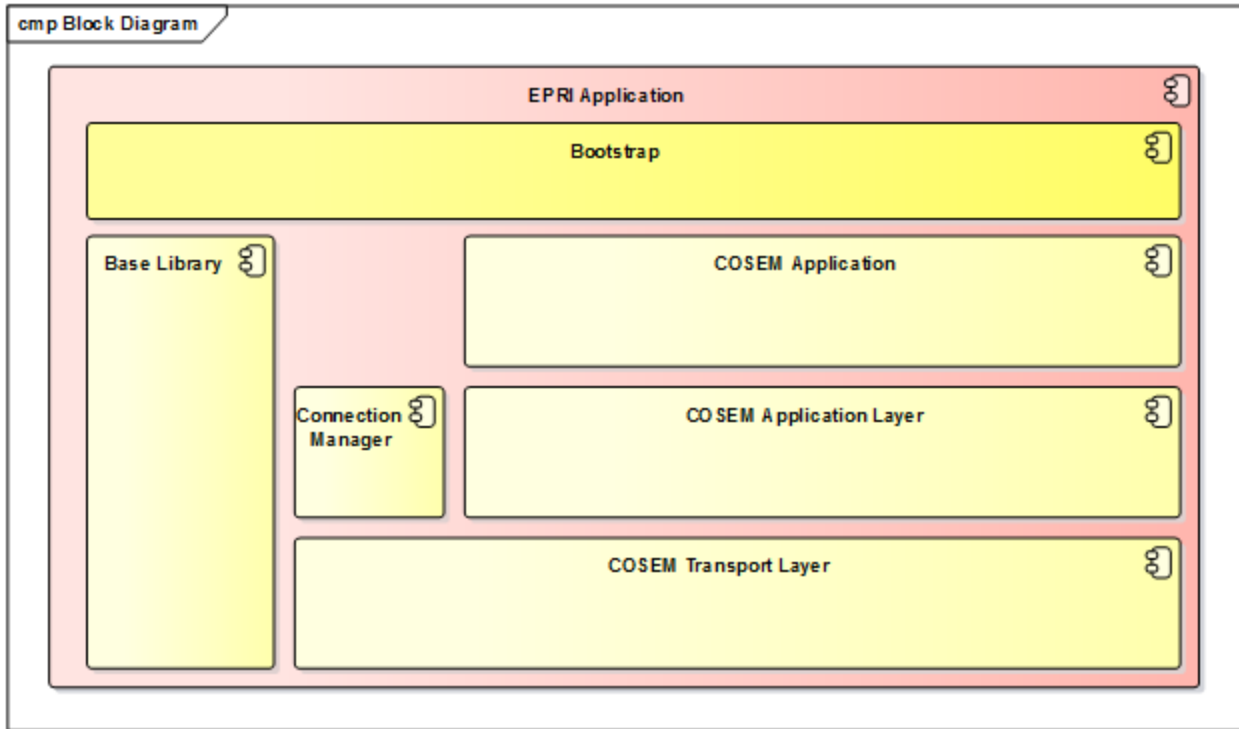 cmp Block Diagram
EPRI Application
Bootstrap
Base Library
COSEM Application
Connection
Manager
COSEM Application Layer
COSEM Transport Layer